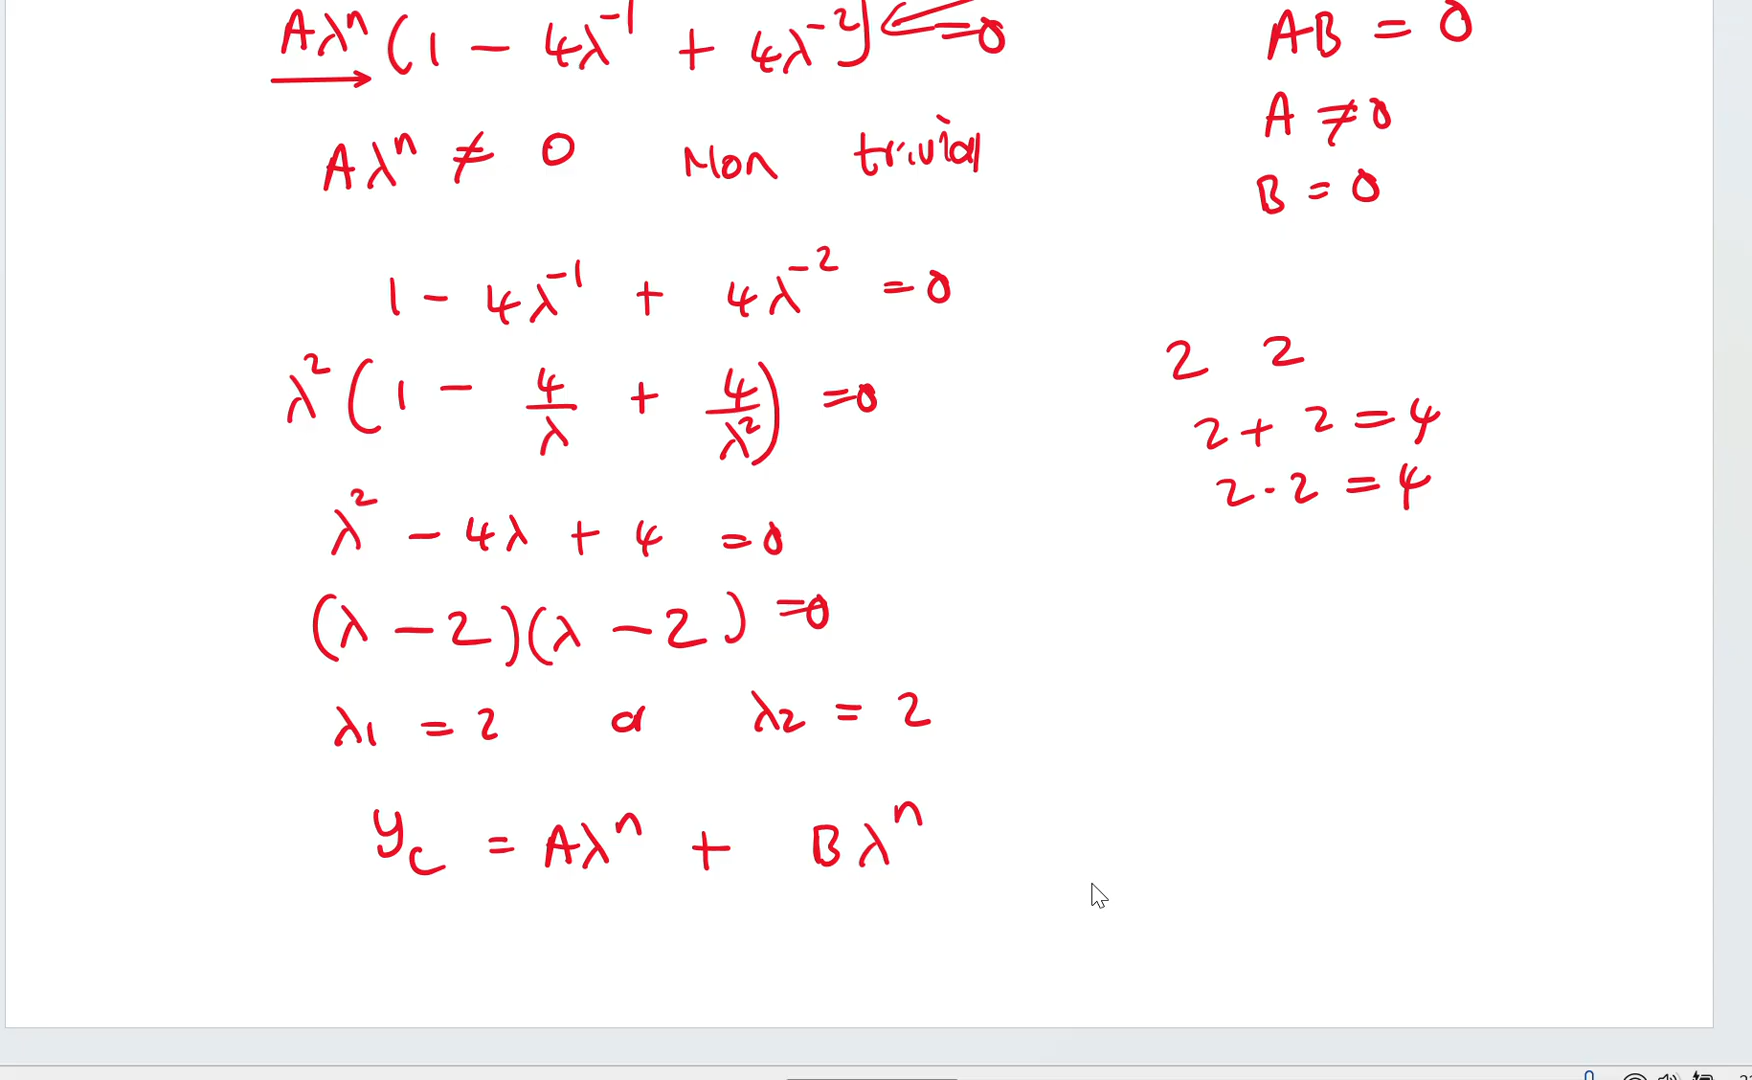 Aλⁿ (1 - 4λ⁻¹ + 4λ⁻²) = 0
Aλⁿ ≠ 0 Non trivial
1 - 4λ⁻¹ + 4λ⁻² = 0
λ² (1 - 4/λ + 4/λ²) = 0
λ² - 4λ + 4 = 0
(λ - 2)(λ - 2) = 0
λ1 = 2 or λ2 = 2
y_c = Aλⁿ + Bλⁿ
AB = 0
A ≠ 0
B = 0
2 2
2 + 2 = 4
2 · 2 = 4